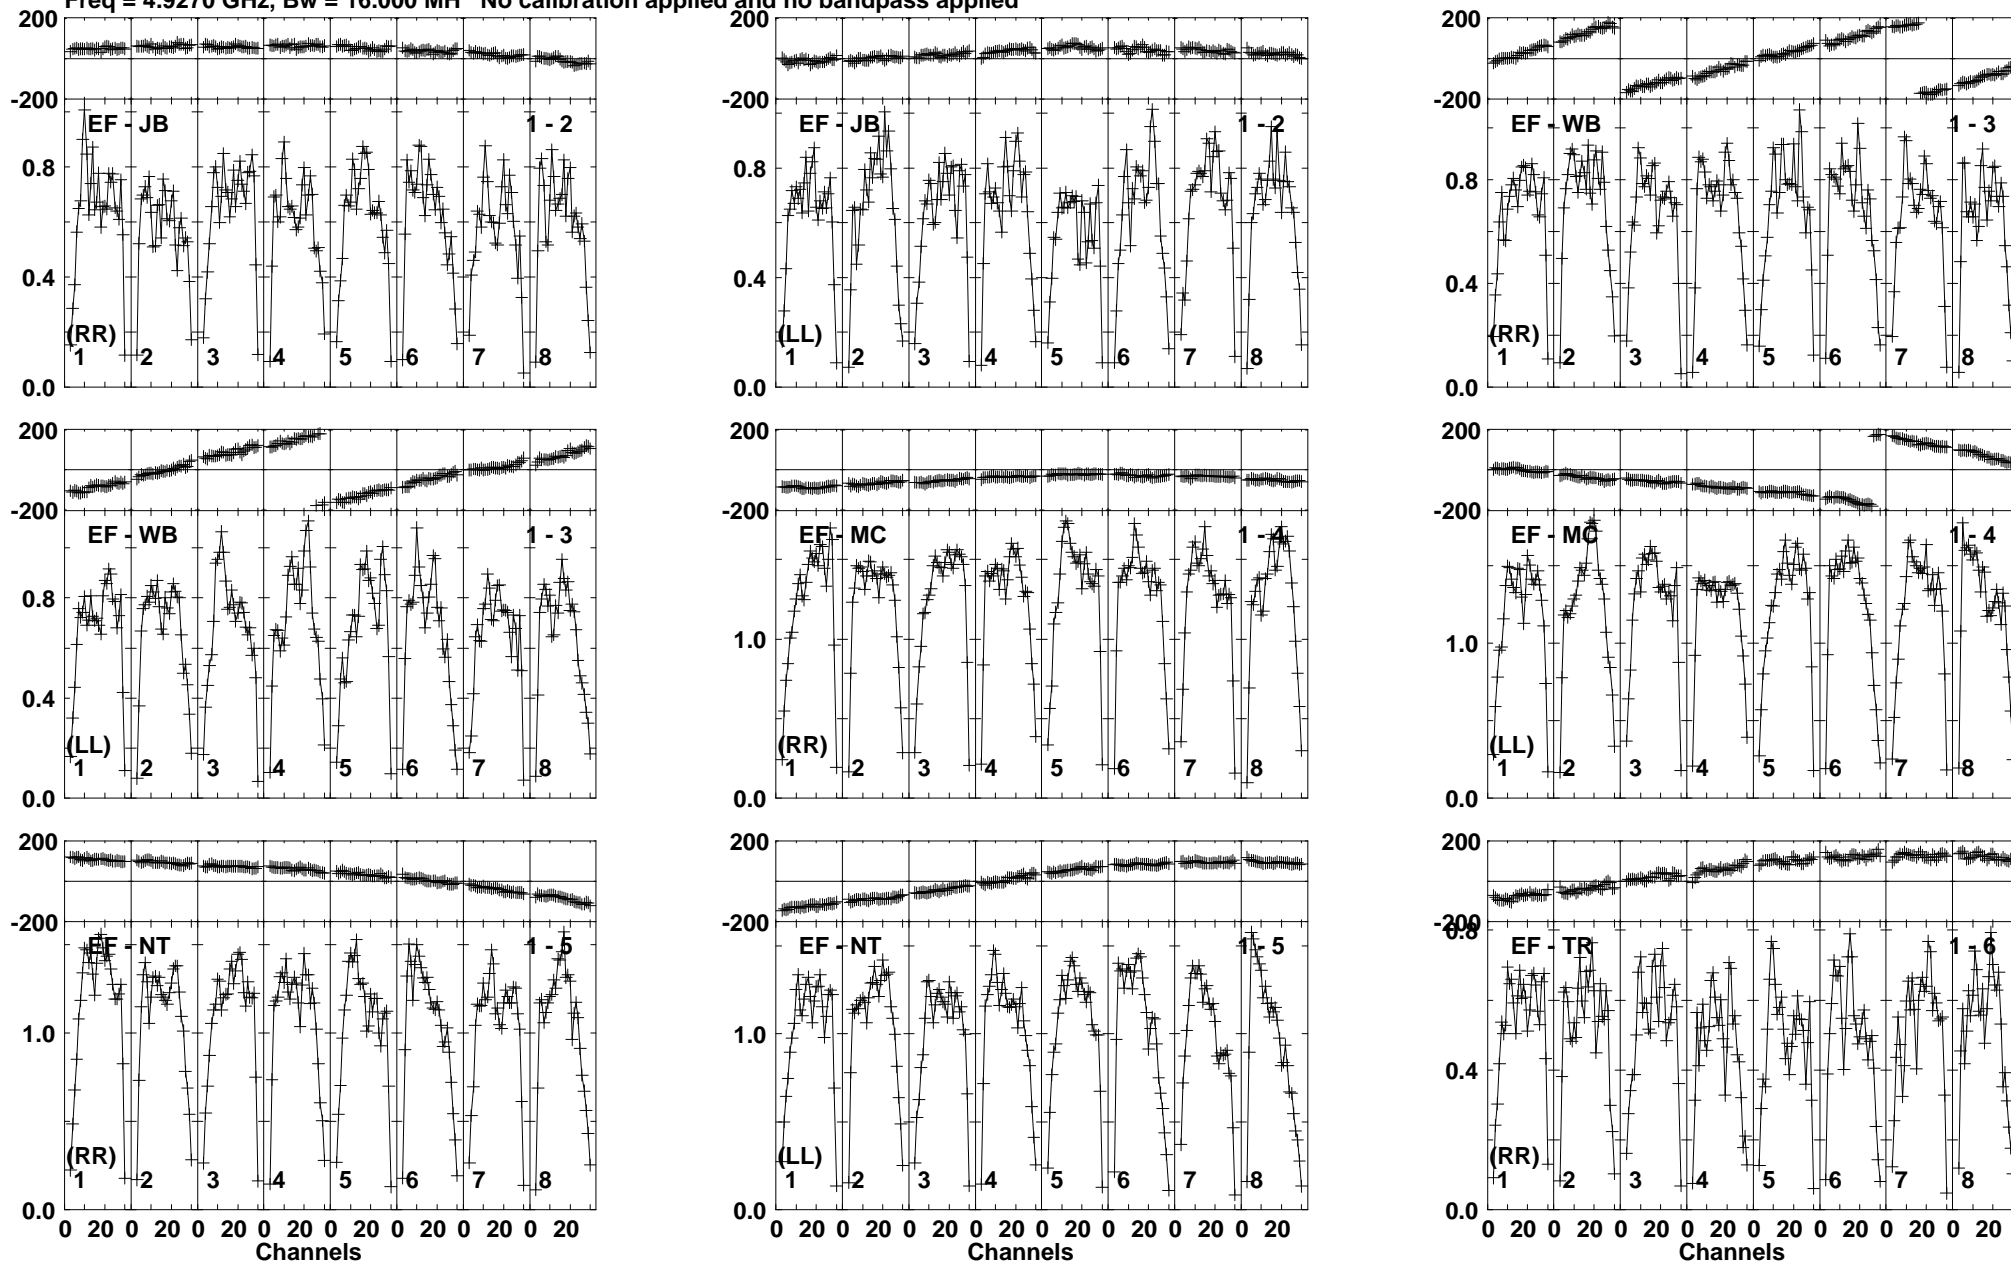 Freq = 4.9270 GHz, Bw = 16.000 MH No calibration applied and no bandpass applied
200 200 200
-200 -200 -200
EF - JB 1 - 2 EF - JB 1 - 2 EF - WB 1 - 3
0.8 0.8 0.8
0.4 0.4 0.4
(RR) (LL) (RR)
1 2 3 4 5 6 7 8 1 2 3 4 5 6 7 8 1 2 3 4 5 6 7 8
0.0 0.0 0.0
200 200 200
-200 -200 -200
EF - WB 1 - 3 EF - MC 1 - 4 EF - MC 1 - 4
0.8 1.0 1.0
0.4
(LL) (RR) (LL)
1 2 3 4 5 6 7 8 1 2 3 4 5 6 7 8 1 2 3 4 5 6 7 8
0.0 0.0 0.0
200 200 200
-200 -200 -200
0.8
EF - NT 1 - 5 EF - NT 1 - 5 EF - TR 1 - 6
1.0 1.0 0.4
(RR) (LL) (RR)
1 2 3 4 5 6 7 8 1 2 3 4 5 6 7 8 1 2 3 4 5 6 7 8
0.0 0.0 0.0
0 20 0 20 0 20 0 20 0 20 0 20 0 20 0 20 0 20 0 20 0 20 0 20 0 20 0 20 0 20 0 20 0 20 0 20 0 20 0 20 0 20 0 20 0 20 0 20
Channels Channels Channels